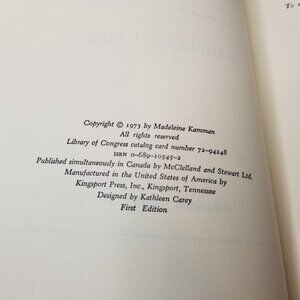 To
Copyright © 1973 by Madeleine Kamman
All rights reserved
Library of Congress catalog card number 72-94248
ISBN 0-689-10545-2
Published simultaneously in Canada by McClelland and Stewart Ltd.
Manufactured in the United States of America by
Kingsport Press, Inc., Kingsport, Tennessee
Designed by Kathleen Carey
First Edition